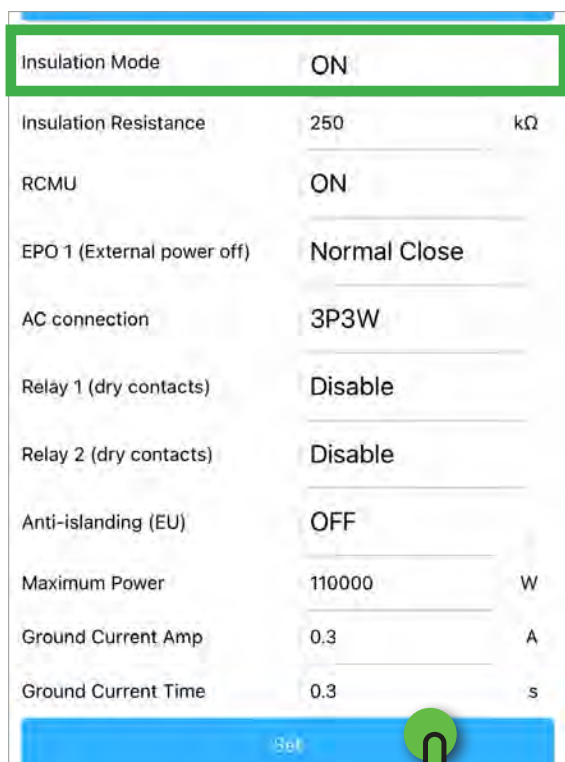 Insulation Mode ON
Insulation Resistance 250 kΩ
RCMU ON
EPO 1 (External power off) Normal Close
AC connection 3P3W
Relay 1 (dry contacts) Disable
Relay 2 (dry contacts) Disable
Anti-islanding (EU) OFF
Maximum Power 110000 W
Ground Current Amp 0.3 A
Ground Current Time 0.3 s
Set